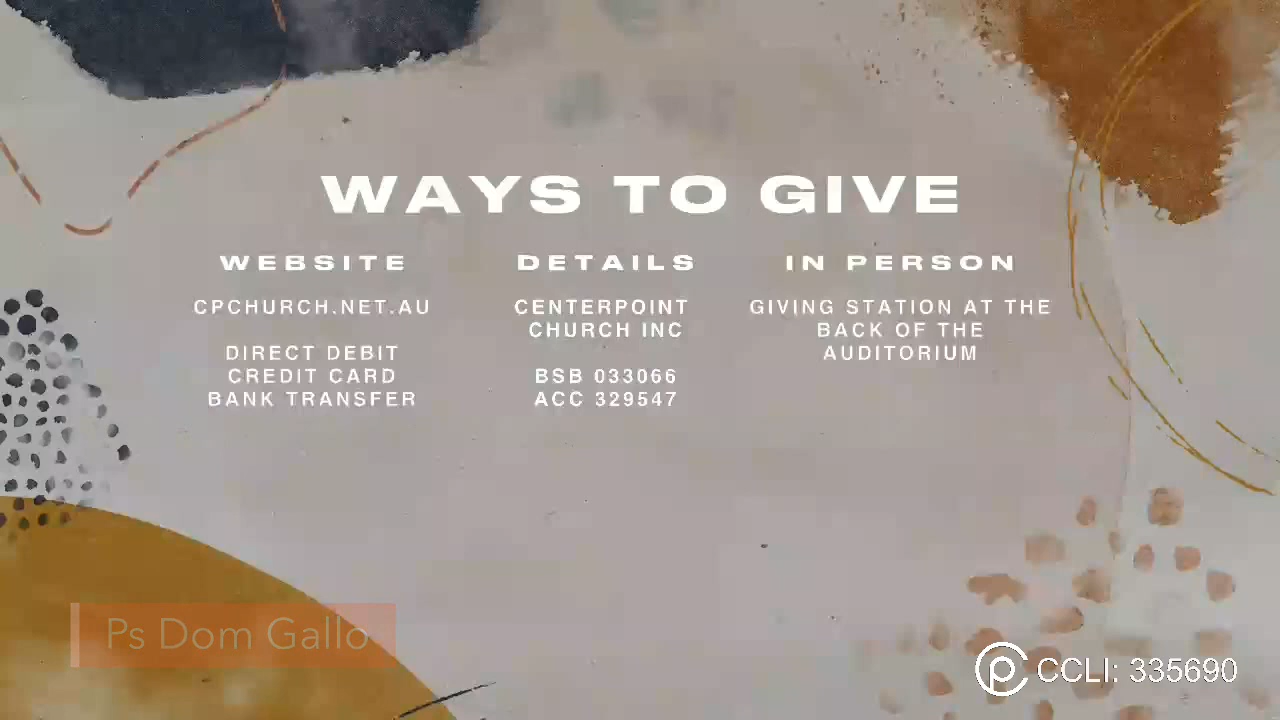 WAYS TO GIVE
WEBSITE
CPCHURCH.NET.AU
DIRECT DEBIT
CREDIT CARD
BANK TRANSFER
DETAILS
CENTERPOINT
CHURCH INC
BSB 033066
ACC 329547
IN PERSON
GIVING STATION AT THE
BACK OF THE
AUDITORIUM
Ps Dom Gallo
CCLI: 335690